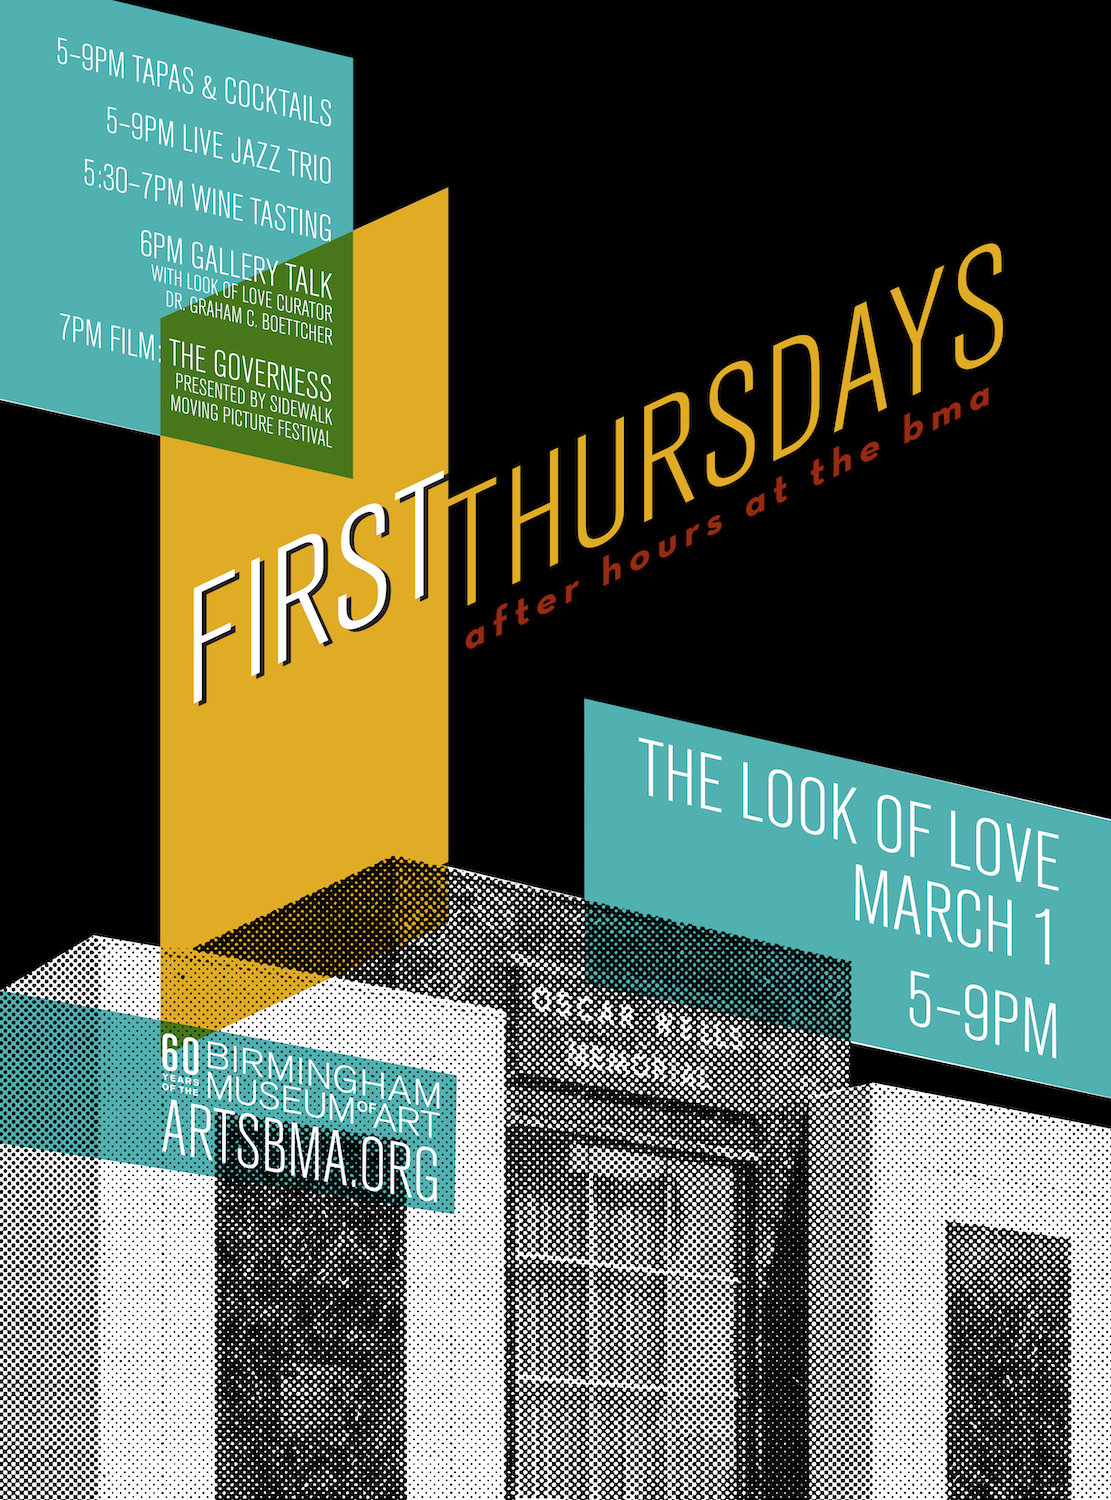 5–9PM TAPAS & COCKTAILS
5–9PM LIVE JAZZ TRIO
5:30–7PM WINE TASTING
6PM GALLERY TALK
WITH LOOK OF LOVE CURATOR
DR. GRAHAM C. BOETTCHER
7PM FILM: THE GOVERNESS
PRESENTED BY SIDEWALK
MOVING PICTURE FESTIVAL
FIRST THURSDAYS
after hours at the bma
THE LOOK OF LOVE
MARCH 1
5–9PM
OSCAR WELLS
MEMORIAL
60
YEARS
OF THE
BIRMINGHAM
MUSEUM OF ART
ARTSBMA.ORG